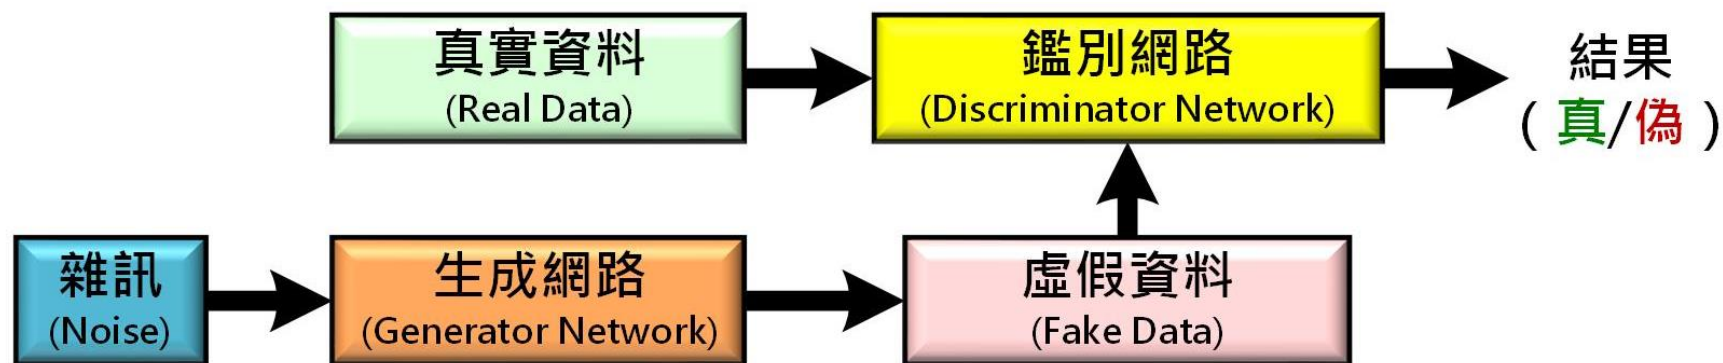 真實資料
(Real Data)
鑑別網路
(Discriminator Network)
結果
( 真/偽 )
雜訊
(Noise)
生成網路
(Generator Network)
虛假資料
(Fake Data)